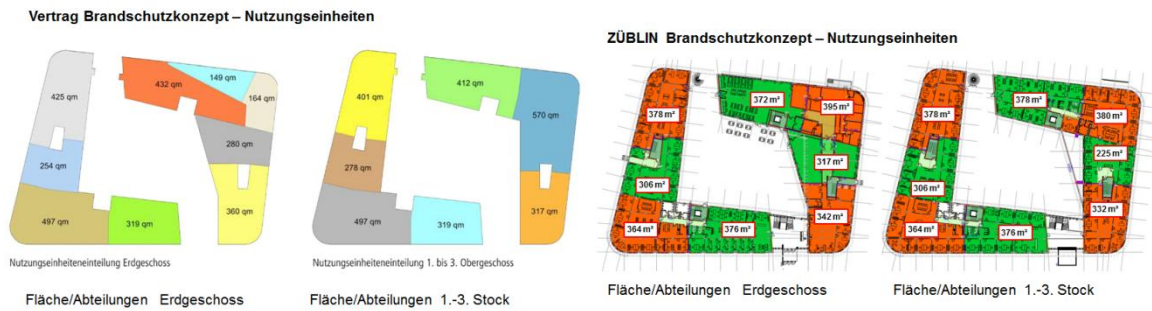 Vertrag Brandschutzkonzept – Nutzungseinheiten
425 qm
432 qm
149 qm
164 qm
280 qm
254 qm
360 qm
497 qm
319 qm
Nutzungseinheiteneinteilung Erdgeschoss
Fläche/Abteilungen Erdgeschoss
401 qm
412 qm
570 qm
278 qm
317 qm
497 qm
319 qm
Nutzungseinheiteneinteilung 1. bis 3. Obergeschoss
Fläche/Abteilungen 1.-3. Stock
ZÜBLIN Brandschutzkonzept – Nutzungseinheiten
372 m²
395 m²
378 m²
317 m²
306 m²
342 m²
364 m²
376 m²
Fläche/Abteilungen Erdgeschoss
378 m²
378 m²
380 m²
225 m²
306 m²
332 m²
364 m²
376 m²
Fläche/Abteilungen 1.-3. Stock